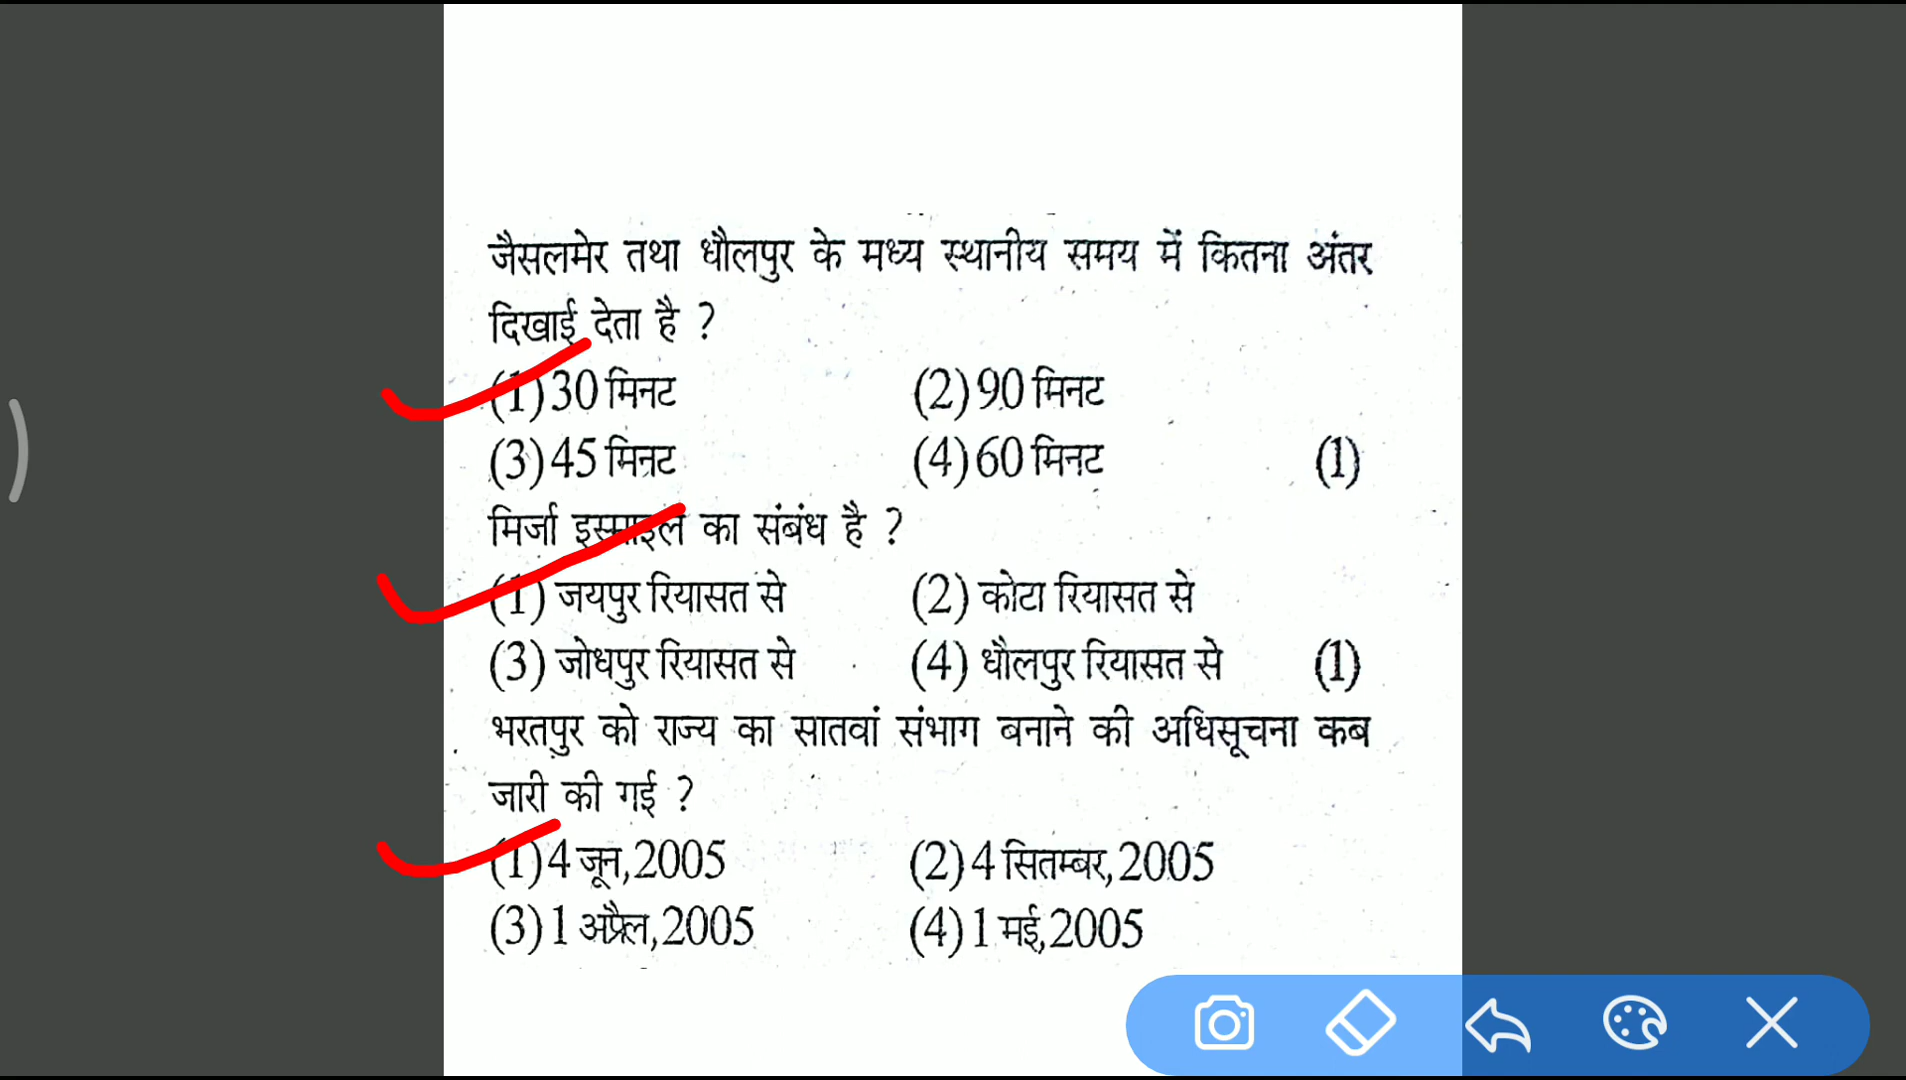 जैसलमेर तथा धौलपुर के मध्य स्थानीय समय में कितना अंतर
दिखाई देता है ?
(1) 30 मिनट (2) 90 मिनट
(3) 45 मिनट (4) 60 मिनट (1)
मिर्जा इस्माइल का संबंध है ?
(1) जयपुर रियासत से (2) कोटा रियासत से
(3) जोधपुर रियासत से (4) धौलपुर रियासत से (1)
भरतपुर को राज्य का सातवां संभाग बनाने की अधिसूचना कब
जारी की गई ?
(1) 4 जून, 2005 (2) 4 सितम्बर, 2005
(3) 1 अप्रैल, 2005 (4) 1 मई, 2005